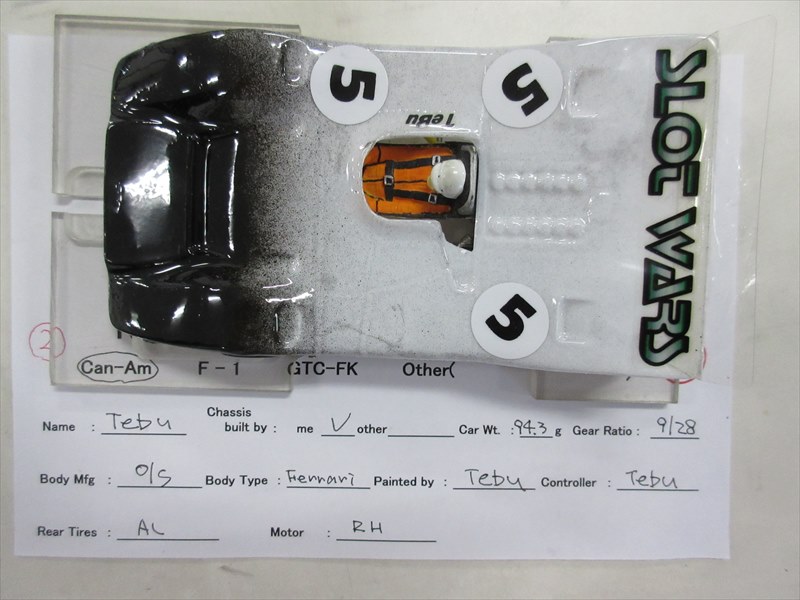 5
5
Tebu
5
SLOT WARS
2
Can-Am F - 1 GTC-FK Other(
Name : Tebu Chassis built by : me V other Car Wt. :94.3 g Gear Ratio : 9/28
Body Mfg : O/S Body Type : Ferrari Painted by : Tebu Controller : Tebu
Rear Tires : AL Motor : RH